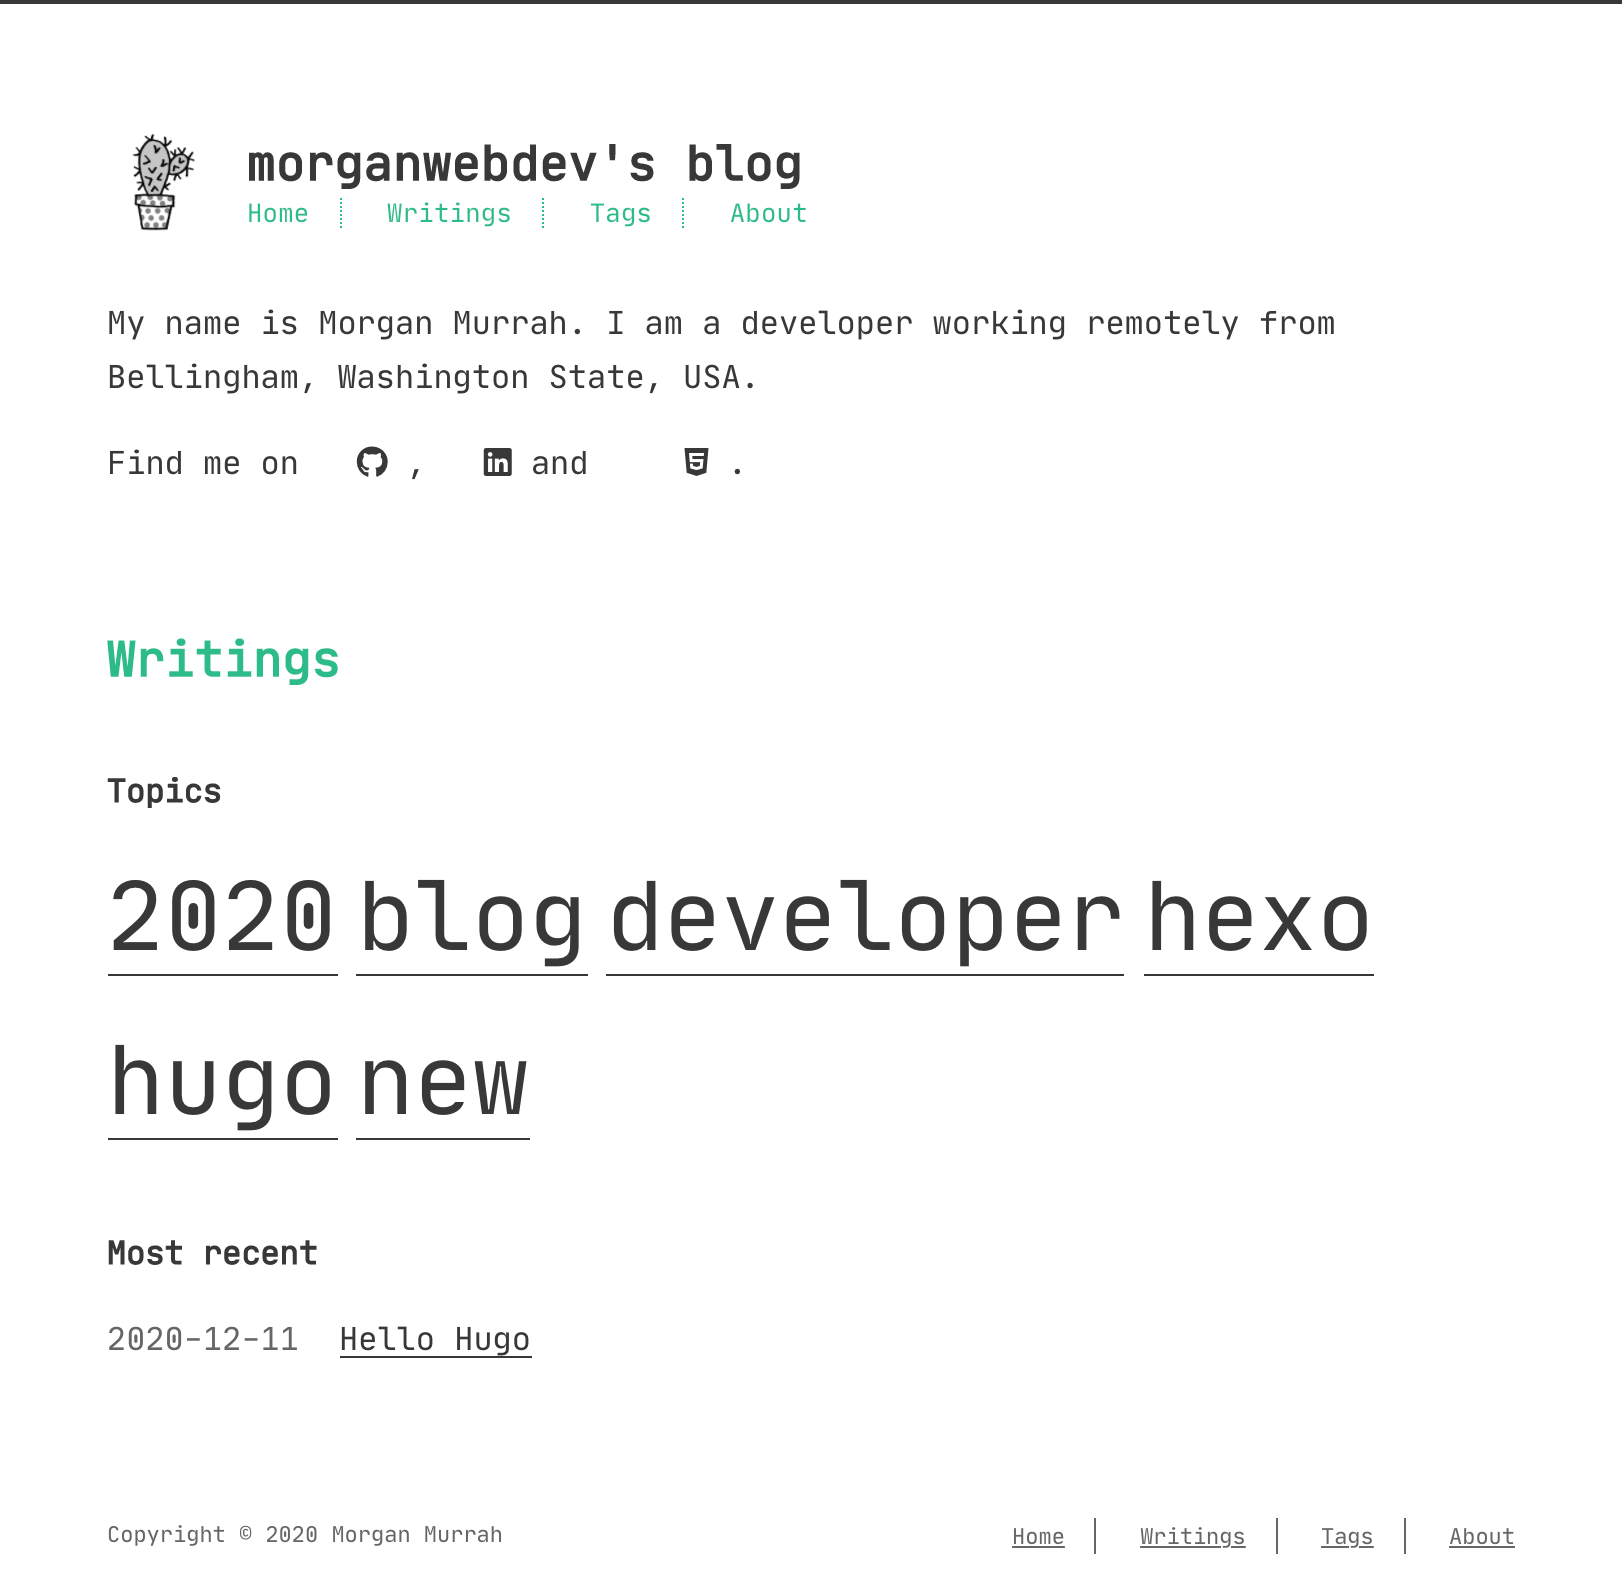 morganwebdev's blog
Home Writings Tags About
My name is Morgan Murrah. I am a developer working remotely from
Bellingham, Washington State, USA.
Find me on , and .
Writings
Topics
2020 blog developer hexo
hugo new
Most recent
2020-12-11 Hello Hugo
Copyright © 2020 Morgan Murrah Home Writings Tags About